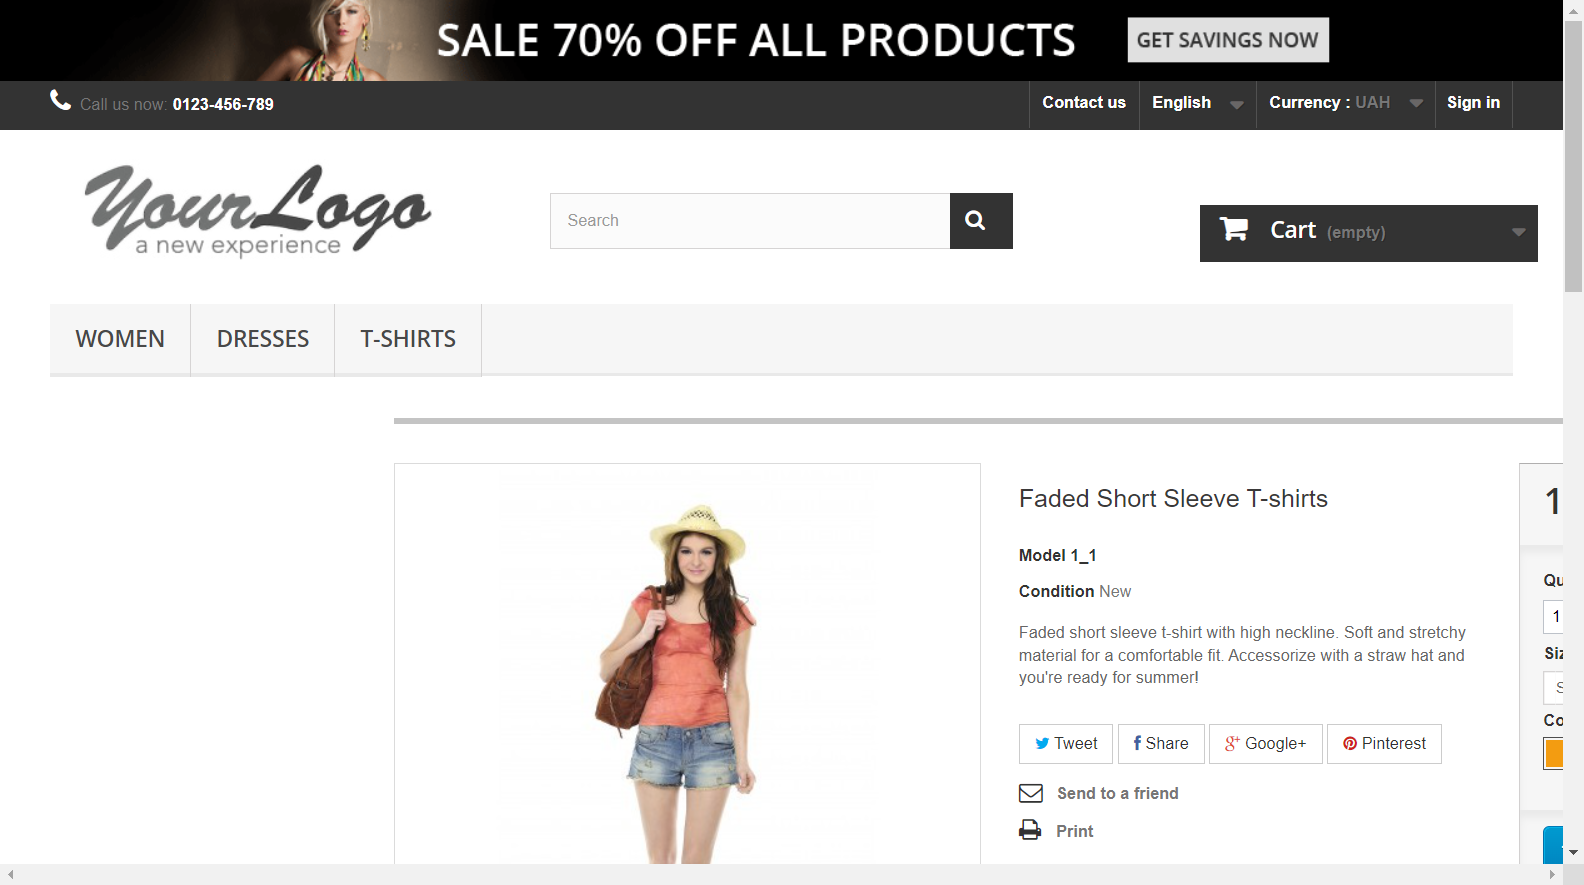 SALE 70% OFF ALL PRODUCTS GET SAVINGS NOW
Call us now: 0123-456-789 Contact us English Currency : UAH Sign in
YourLogo
a new experience
Search
Cart (empty)
WOMEN DRESSES T-SHIRTS
Faded Short Sleeve T-shirts
1
Model 1_1
Qu
Condition New
1
Faded short sleeve t-shirt with high neckline. Soft and stretchy
material for a comfortable fit. Accessorize with a straw hat and
you're ready for summer!
S
Co
Tweet Share Google+ Pinterest
Send to a friend
Print